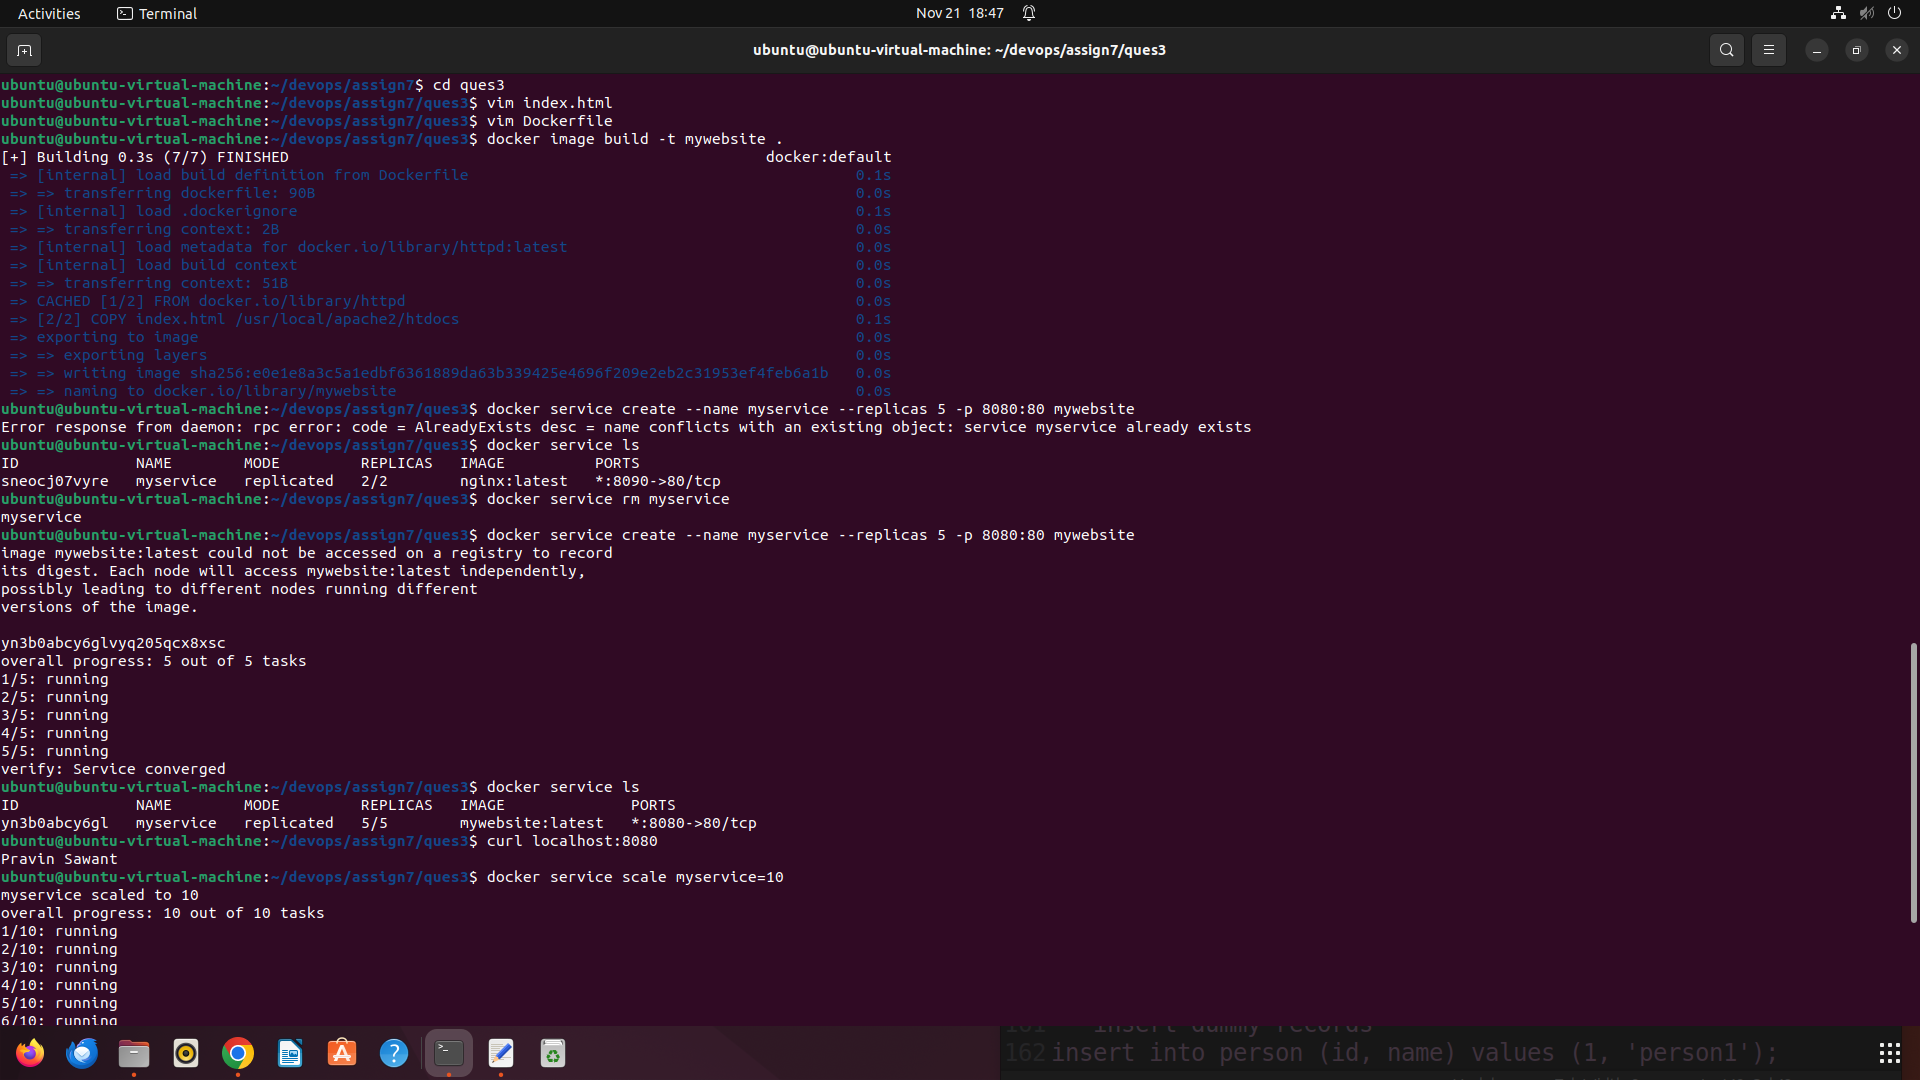 Activities
Terminal
Nov 21 18:47
ubuntu@ubuntu-virtual-machine: ~/devops/assign7/ques3
ubuntu@ubuntu-virtual-machine:~/devops/assign7$ cd ques3
ubuntu@ubuntu-virtual-machine:~/devops/assign7/ques3$ vim index.html
ubuntu@ubuntu-virtual-machine:~/devops/assign7/ques3$ vim Dockerfile
ubuntu@ubuntu-virtual-machine:~/devops/assign7/ques3$ docker image build -t mywebsite .
[+] Building 0.3s (7/7) FINISHED docker:default
=> [internal] load build definition from Dockerfile 0.1s
=> => transferring dockerfile: 90B 0.0s
=> [internal] load .dockerignore 0.1s
=> => transferring context: 2B 0.0s
=> [internal] load metadata for docker.io/library/httpd:latest 0.0s
=> [internal] load build context 0.0s
=> => transferring context: 51B 0.0s
=> CACHED [1/2] FROM docker.io/library/httpd 0.0s
=> [2/2] COPY index.html /usr/local/apache2/htdocs 0.1s
=> exporting to image 0.0s
=> => exporting layers 0.0s
=> => writing image sha256:e0e1e8a3c5a1edbf6361889da63b339425e4696f209e2eb2c31953ef4feb6a1b 0.0s
=> => naming to docker.io/library/mywebsite 0.0s
ubuntu@ubuntu-virtual-machine:~/devops/assign7/ques3$ docker service create --name myservice --replicas 5 -p 8080:80 mywebsite
Error response from daemon: rpc error: code = AlreadyExists desc = name conflicts with an existing object: service myservice already exists
ubuntu@ubuntu-virtual-machine:~/devops/assign7/ques3$ docker service ls
ID NAME MODE REPLICAS IMAGE PORTS
sneocj07vyre myservice replicated 2/2 nginx:latest *:8090->80/tcp
ubuntu@ubuntu-virtual-machine:~/devops/assign7/ques3$ docker service rm myservice
myservice
ubuntu@ubuntu-virtual-machine:~/devops/assign7/ques3$ docker service create --name myservice --replicas 5 -p 8080:80 mywebsite
image mywebsite:latest could not be accessed on a registry to record
its digest. Each node will access mywebsite:latest independently,
possibly leading to different nodes running different
versions of the image.
yn3b0abcy6glvyq205qcx8xsc
overall progress: 5 out of 5 tasks
1/5: running
2/5: running
3/5: running
4/5: running
5/5: running
verify: Service converged
ubuntu@ubuntu-virtual-machine:~/devops/assign7/ques3$ docker service ls
ID NAME MODE REPLICAS IMAGE PORTS
yn3b0abcy6gl myservice replicated 5/5 mywebsite:latest *:8080->80/tcp
ubuntu@ubuntu-virtual-machine:~/devops/assign7/ques3$ curl localhost:8080
Pravin Sawant
ubuntu@ubuntu-virtual-machine:~/devops/assign7/ques3$ docker service scale myservice=10
myservice scaled to 10
overall progress: 10 out of 10 tasks
1/10: running
2/10: running
3/10: running
4/10: running
5/10: running
6/10: running
161 insert dummy records
162 insert into person (id, name) values (1, 'person1');